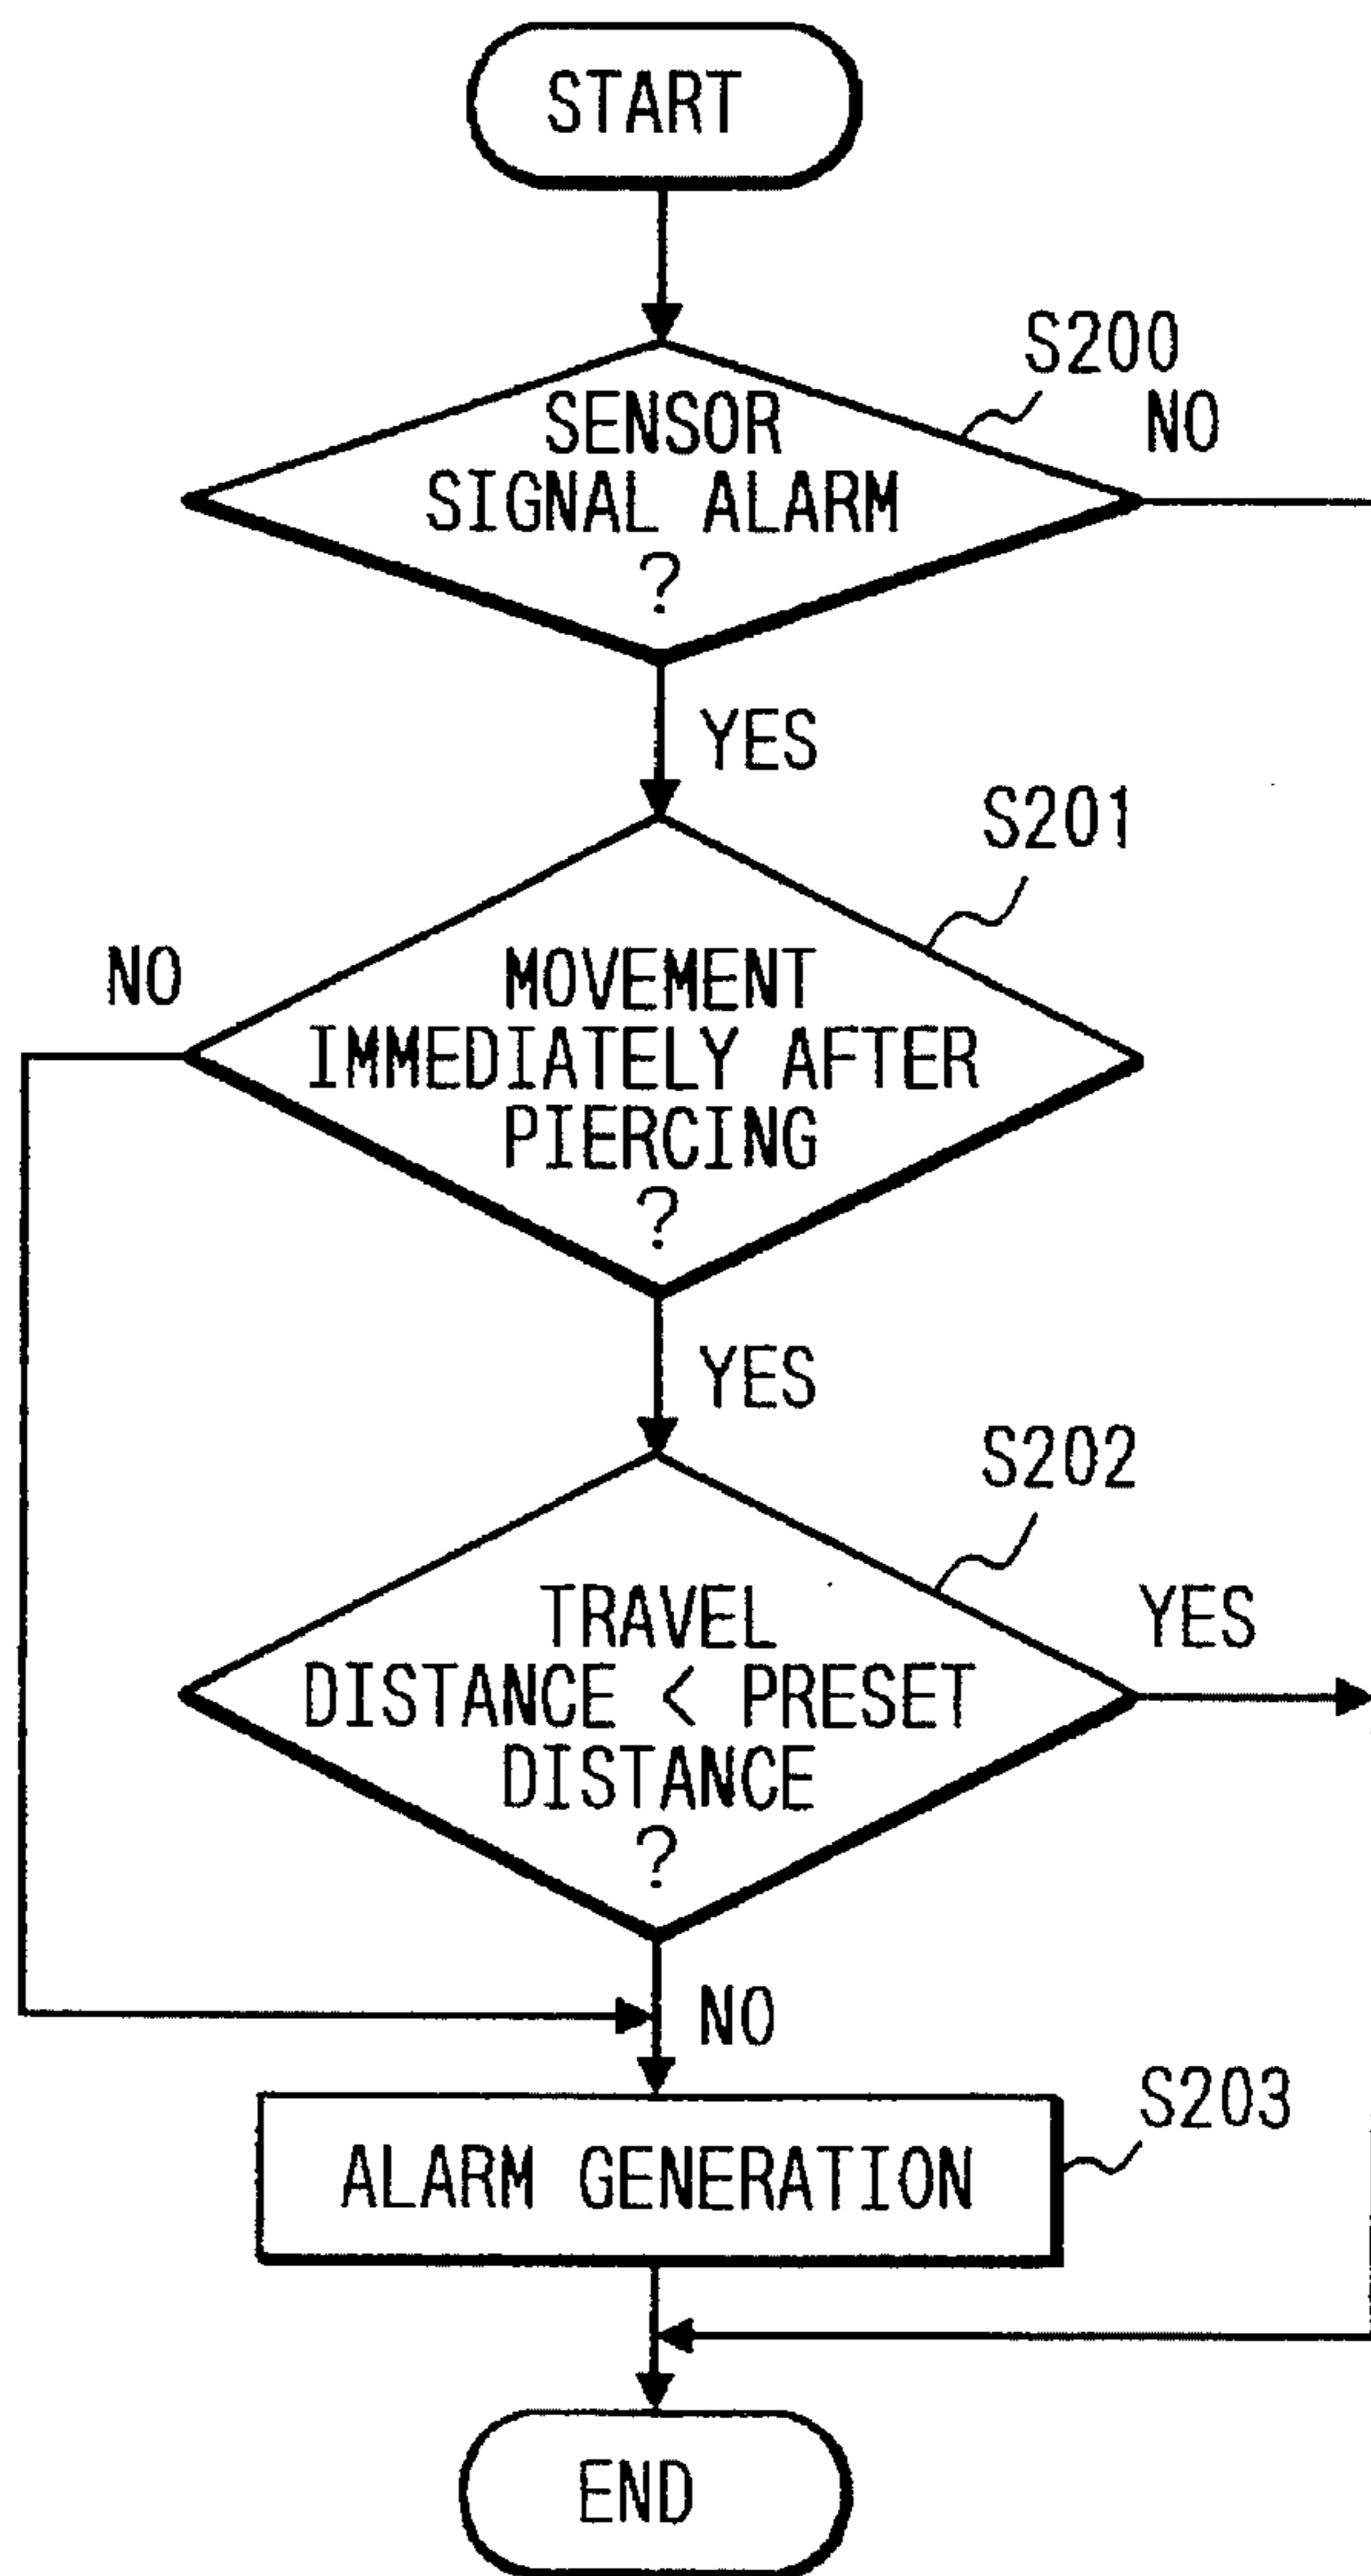 START
S200
NO
SENSOR
SIGNAL ALARM
?
YES
S201
NO
MOVEMENT
IMMEDIATELY AFTER
PIERCING
?
YES
S202
YES
TRAVEL
DISTANCE < PRESET
DISTANCE
?
NO
S203
ALARM GENERATION
END